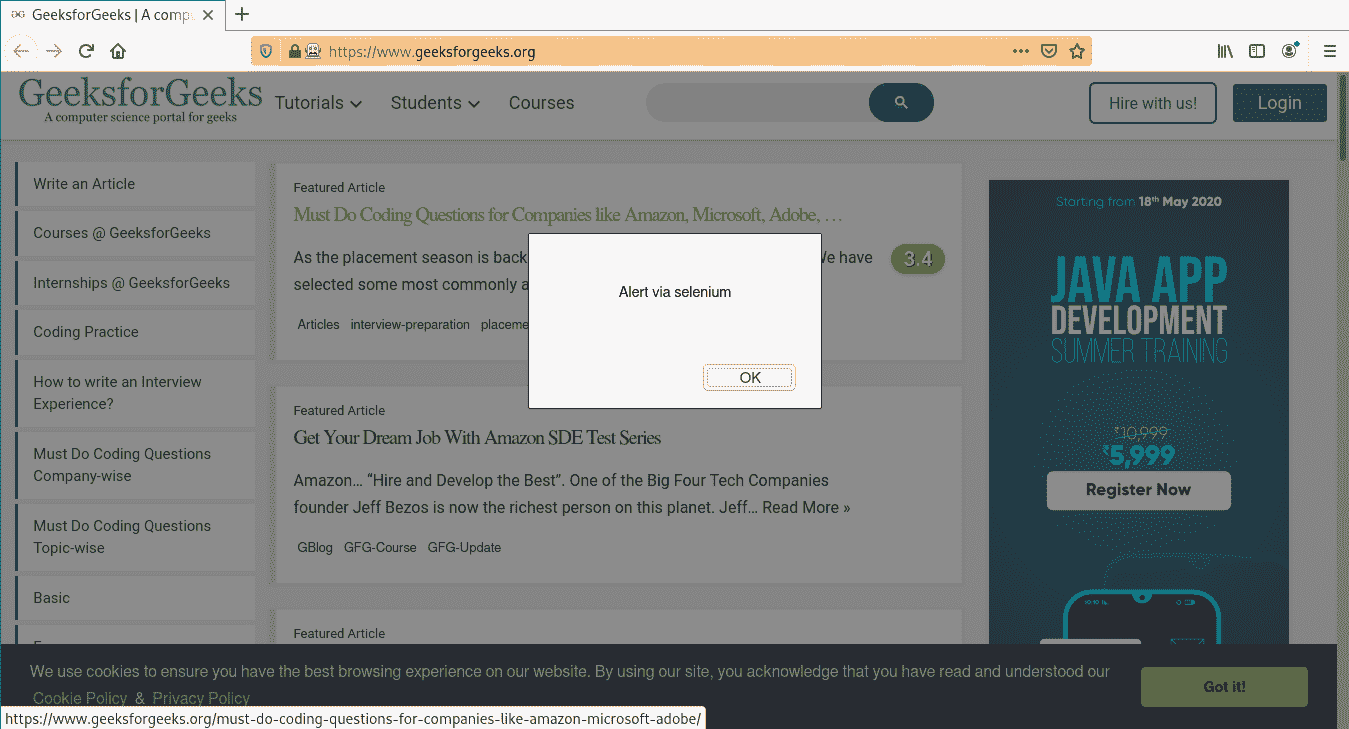 GeeksforGeeks | A comp
https://www.geeksforgeeks.org
GeeksforGeeks
A computer science portal for geeks
Tutorials
Students
Courses
Hire with us!
Login
Write an Article
Courses @ GeeksforGeeks
Internships @ GeeksforGeeks
Coding Practice
How to write an Interview
Experience?
Must Do Coding Questions
Company-wise
Must Do Coding Questions
Topic-wise
Basic
Featured Article
Must Do Coding Questions for Companies like Amazon, Microsoft, Adobe, …
As the placement season is back We have
selected some most commonly a
3.4
Articles interview-preparation placeme
Alert via selenium
OK
Featured Article
Get Your Dream Job With Amazon SDE Test Series
Amazon… “Hire and Develop the Best”. One of the Big Four Tech Companies
founder Jeff Bezos is now the richest person on this planet. Jeff… Read More »
GBlog GFG-Course GFG-Update
Featured Article
Starting from 18th May 2020
JAVA APP
DEVELOPMENT
SUMMER TRAINING
₹10,999
₹5,999
Register Now
We use cookies to ensure you have the best browsing experience on our website. By using our site, you acknowledge that you have read and understood our
Cookie Policy & Privacy Policy
Got it!
https://www.geeksforgeeks.org/must-do-coding-questions-for-companies-like-amazon-microsoft-adobe/